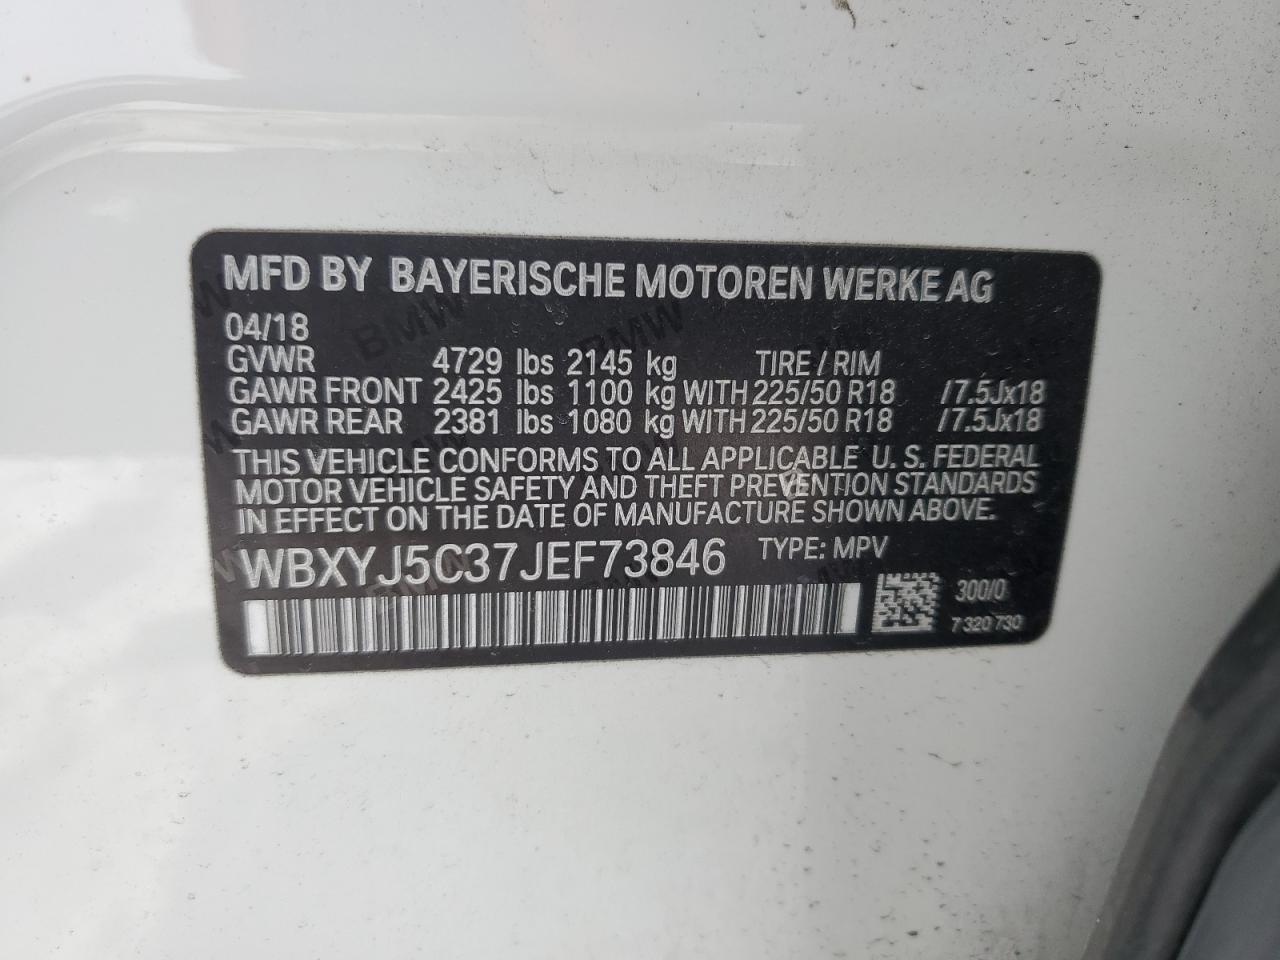 MFD BY BAYERISCHE MOTOREN WERKE AG
04/18
GVWR 4729 lbs 2145 kg TIRE / RIM
GAWR FRONT 2425 lbs 1100 kg WITH 225/50 R18 /7.5Jx18
GAWR REAR 2381 lbs 1080 kg WITH 225/50 R18 /7.5Jx18
THIS VEHICLE CONFORMS TO ALL APPLICABLE U. S. FEDERAL
MOTOR VEHICLE SAFETY AND THEFT PREVENTION STANDARDS
IN EFFECT ON THE DATE OF MANUFACTURE SHOWN ABOVE.
WBXYJ5C37JEF73846 TYPE: MPV
300/0
7 320 730